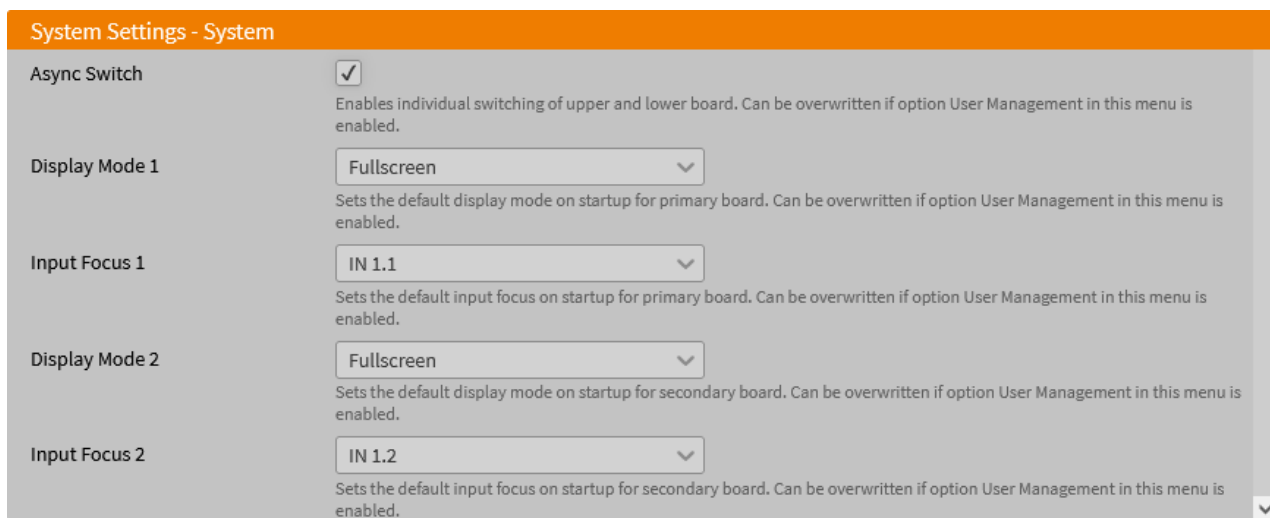 System Settings - System
Async Switch
Enables individual switching of upper and lower board. Can be overwritten if option User Management in this menu is
enabled.
Display Mode 1
Fullscreen
Sets the default display mode on startup for primary board. Can be overwritten if option User Management in this menu is
enabled.
Input Focus 1
IN 1.1
Sets the default input focus on startup for primary board. Can be overwritten if option User Management in this menu is
enabled.
Display Mode 2
Fullscreen
Sets the default display mode on startup for secondary board. Can be overwritten if option User Management in this menu is
enabled.
Input Focus 2
IN 1.2
Sets the default input focus on startup for secondary board. Can be overwritten if option User Management in this menu is
enabled.